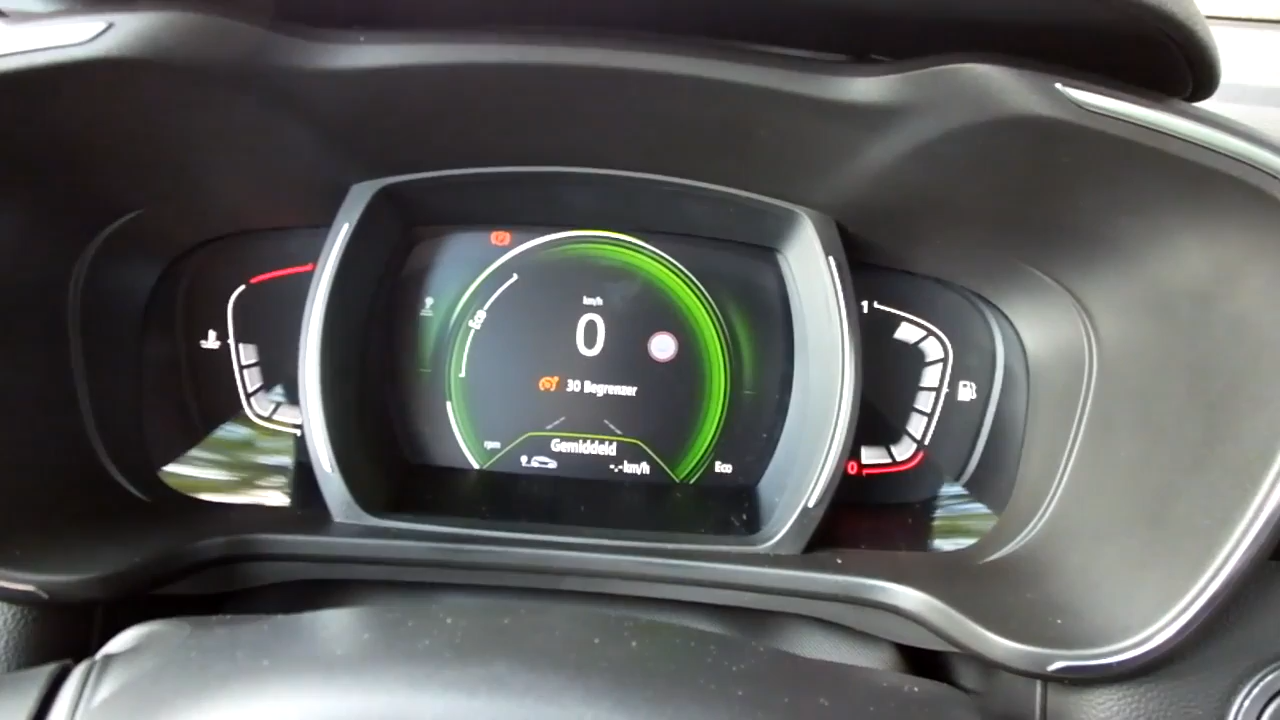 km/h
Eco
0
30 Begrenzer
rpm
Gemiddeld
-.- km/h
Eco
1
0